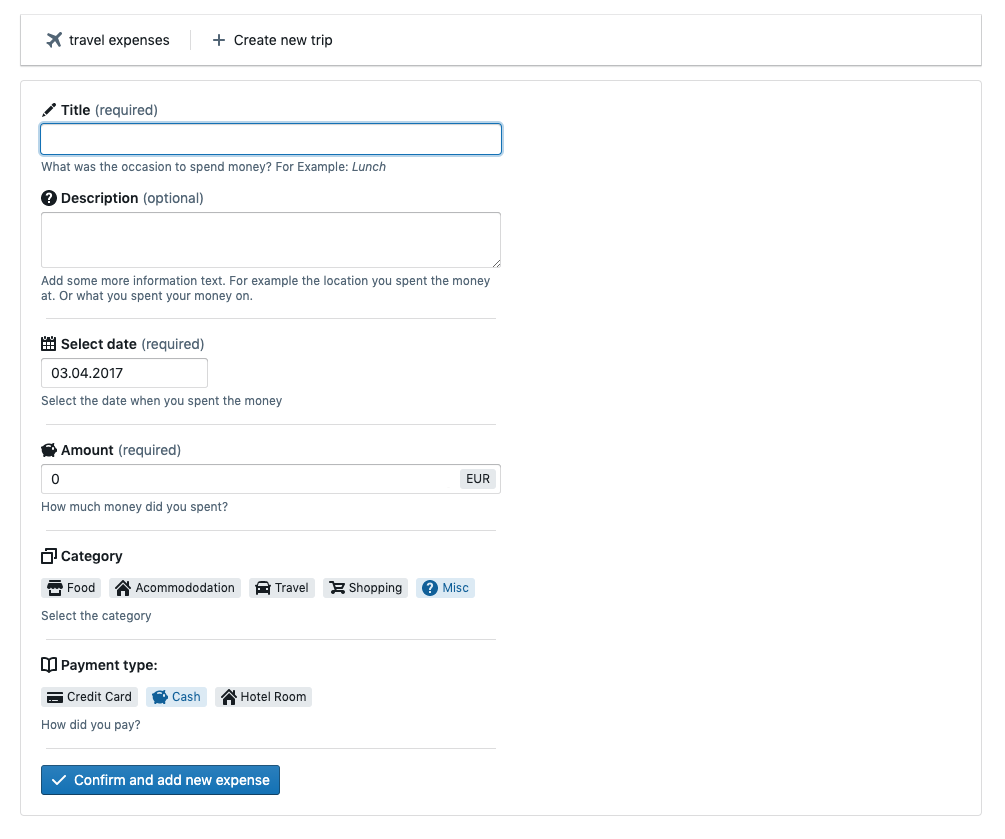 travel expenses
Create new trip
Title (required)
What was the occasion to spend money? For Example: Lunch
Description (optional)
Add some more information text. For example the location you spent the money
at. Or what you spent your money on.
Select date (required)
03.04.2017
Select the date when you spent the money
Amount (required)
0 EUR
How much money did you spent?
Category
Food Acommododation Travel Shopping Misc
Select the category
Payment type:
Credit Card Cash Hotel Room
How did you pay?
Confirm and add new expense